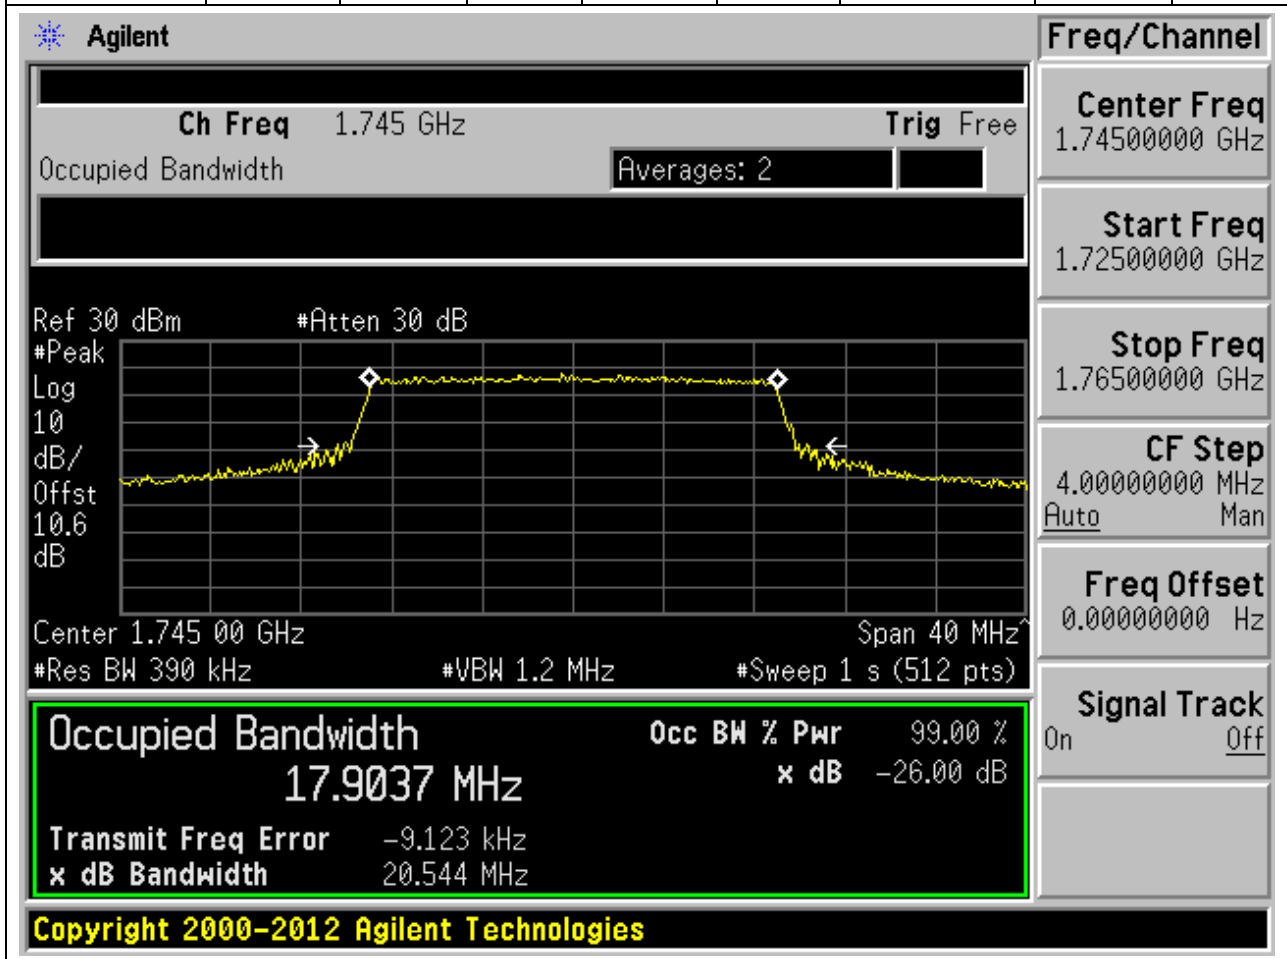 Agilent
Freq/Channel
Ch Freq 1.745 GHz Trig Free
Occupied Bandwidth Averages: 2
Center Freq
1.74500000 GHz
Start Freq
1.72500000 GHz
Stop Freq
1.76500000 GHz
CF Step
4.00000000 MHz
Auto Man
Freq Offset
0.00000000 Hz
Signal Track
On Off
Ref 30 dBm #Atten 30 dB
#Peak
Log
10
dB/
Offst
10.6
dB
Center 1.745 00 GHz Span 40 MHz^
#Res BW 390 kHz #VBW 1.2 MHz #Sweep 1 s (512 pts)
Occupied Bandwidth Occ BW % Pwr 99.00 %
17.9037 MHz x dB -26.00 dB
Transmit Freq Error -9.123 kHz
x dB Bandwidth 20.544 MHz
Copyright 2000-2012 Agilent Technologies